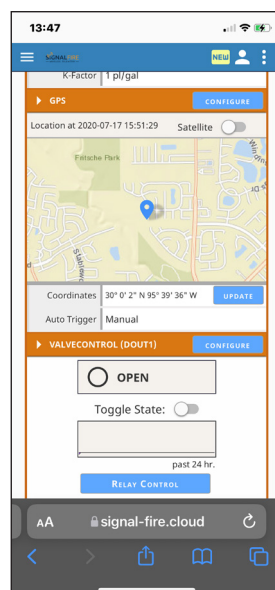 13:47
SIGNALFIRE
NEW
K-Factor 1 pl/gal
GPS CONFIGURE
Location at 2020-07-17 15:51:29 Satellite
Fritsche Park
Coordinates 30° 0' 2" N 95° 39' 36" W UPDATE
Auto Trigger Manual
VALVECONTROL (DOUT1) CONFIGURE
OPEN
Toggle State:
past 24 hr.
RELAY CONTROL
AA signal-fire.cloud